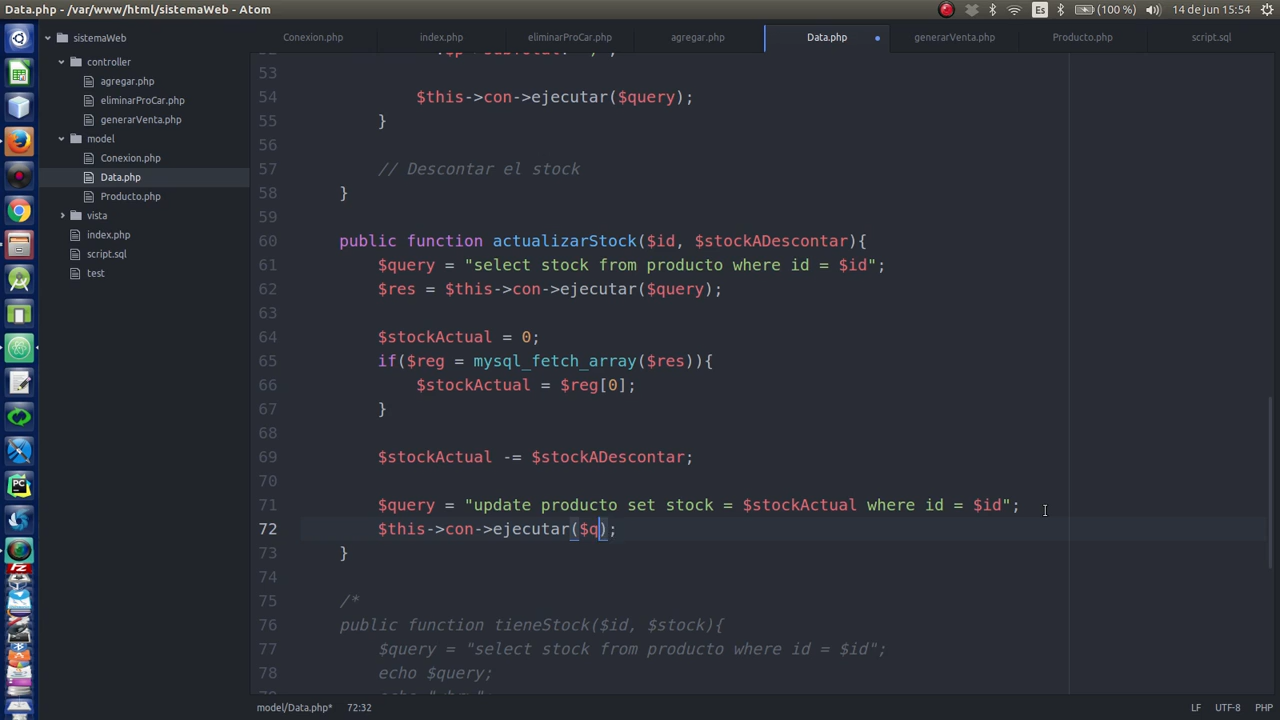 Data.php - /var/www/html/sistemaWeb - Atom
Es
(100 %)
14 de jun 15:54
sistemaWeb
controller
agregar.php
eliminarProCar.php
generarVenta.php
model
Conexion.php
Data.php
Producto.php
vista
index.php
script.sql
test
Conexion.php index.php eliminarProCar.php agregar.php Data.php generarVenta.php Producto.php script.sql
53
54 $this->con->ejecutar($query);
55 }
56
57 // Descontar el stock
58 }
59
60 public function actualizarStock($id, $stockADescontar){
61 $query = "select stock from producto where id = $id";
62 $res = $this->con->ejecutar($query);
63
64 $stockActual = 0;
65 if($reg = mysql_fetch_array($res)){
66 $stockActual = $reg[0];
67 }
68
69 $stockActual -= $stockADescontar;
70
71 $query = "update producto set stock = $stockActual where id = $id";
72 $this->con->ejecutar($q);
73 }
74
75 /*
76 public function tieneStock($id, $stock){
77 $query = "select stock from producto where id = $id";
78 echo $query;
model/Data.php* 72:32
LF UTF-8 PHP